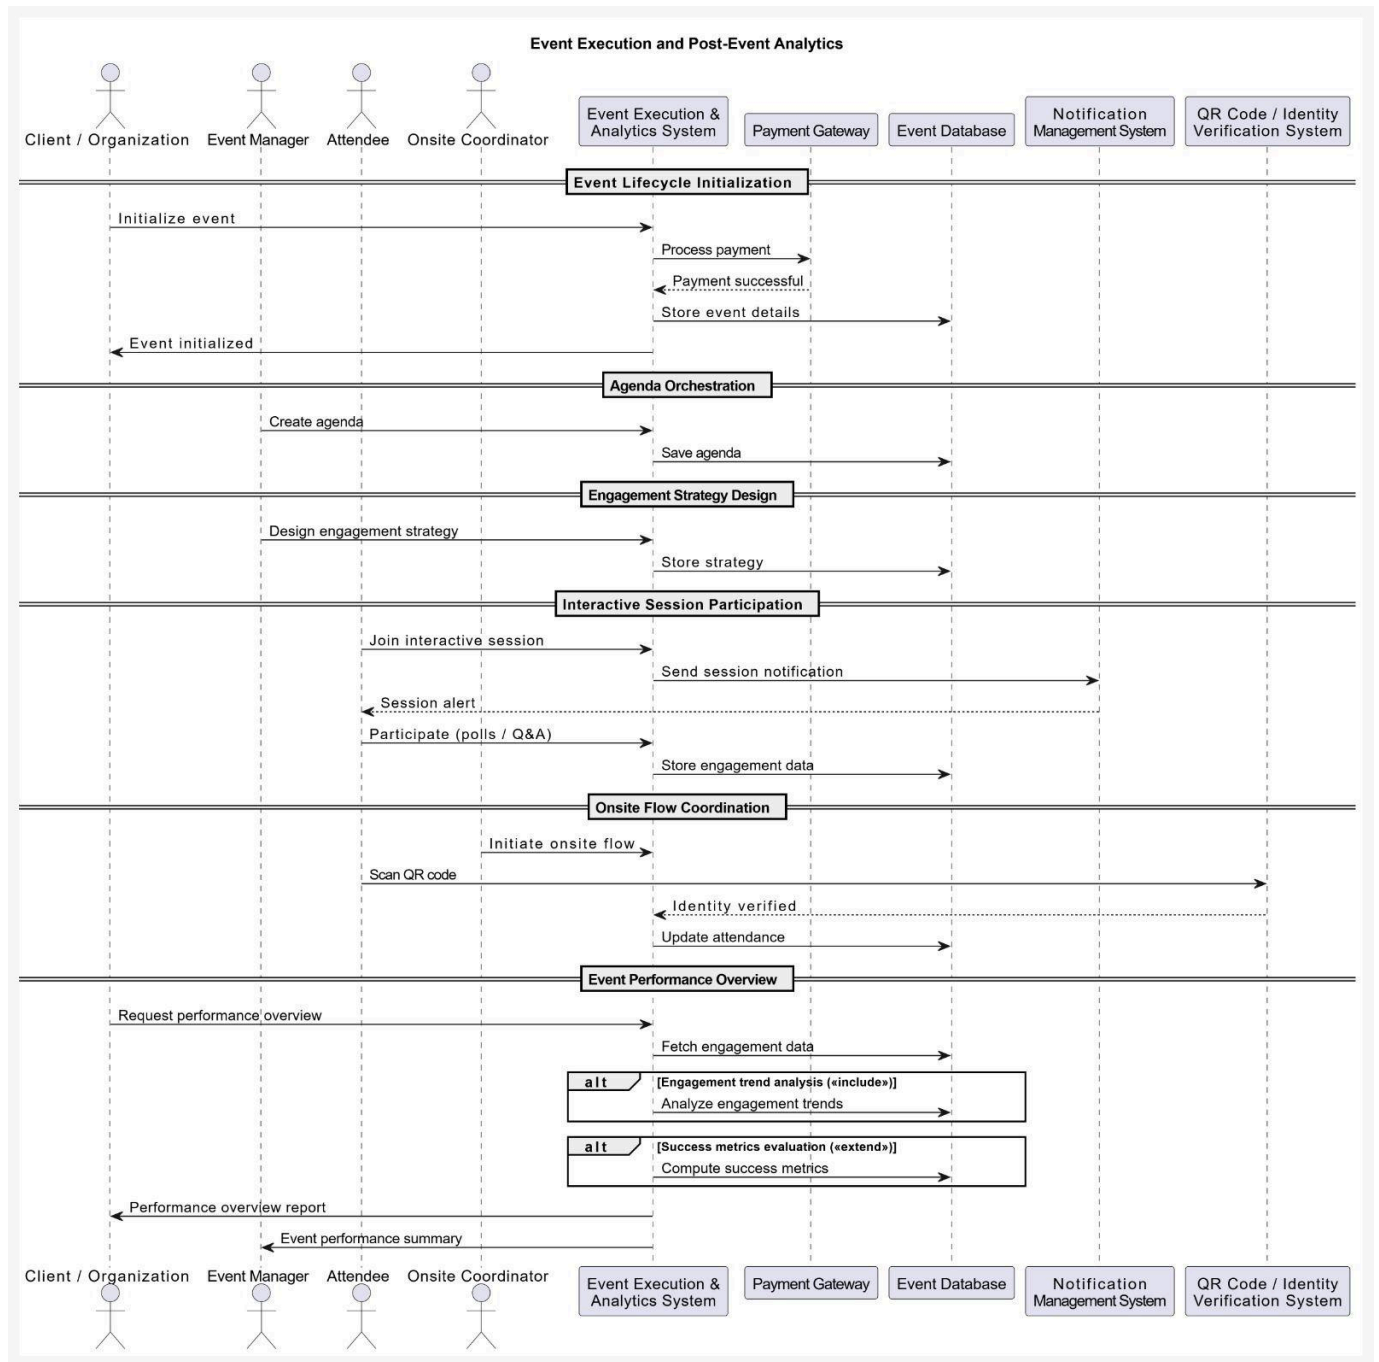 Event Execution and Post-Event Analytics
Client / Organization
Event Manager
Attendee
Onsite Coordinator
Event Execution &
Analytics System
Payment Gateway
Event Database
Notification
Management System
QR Code / Identity
Verification System
Event Lifecycle Initialization
Initialize event
Process payment
Payment successful
Store event details
Event initialized
Agenda Orchestration
Create agenda
Save agenda
Engagement Strategy Design
Design engagement strategy
Store strategy
Interactive Session Participation
Join interactive session
Send session notification
Session alert
Participate (polls / Q&A)
Store engagement data
Onsite Flow Coordination
Initiate onsite flow
Scan QR code
Identity verified
Update attendance
Event Performance Overview
Request performance overview
Fetch engagement data
alt [Engagement trend analysis («include»)]
Analyze engagement trends
alt [Success metrics evaluation («extend»)]
Compute success metrics
Performance overview report
Event performance summary
Client / Organization
Event Manager
Attendee
Onsite Coordinator
Event Execution &
Analytics System
Payment Gateway
Event Database
Notification
Management System
QR Code / Identity
Verification System